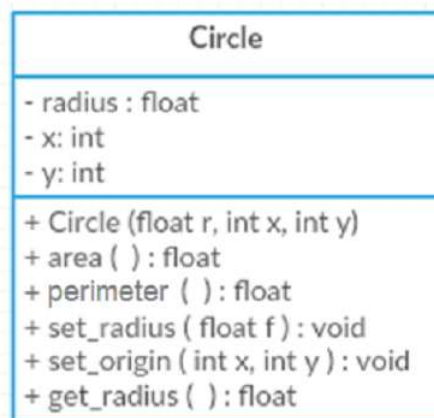 Circle
- radius : float
- x: int
- y: int
+ Circle (float r, int x, int y)
+ area ( ) : float
+ perimeter ( ) : float
+ set_radius ( float f ) : void
+ set_origin ( int x, int y ) : void
+ get_radius ( ) : float